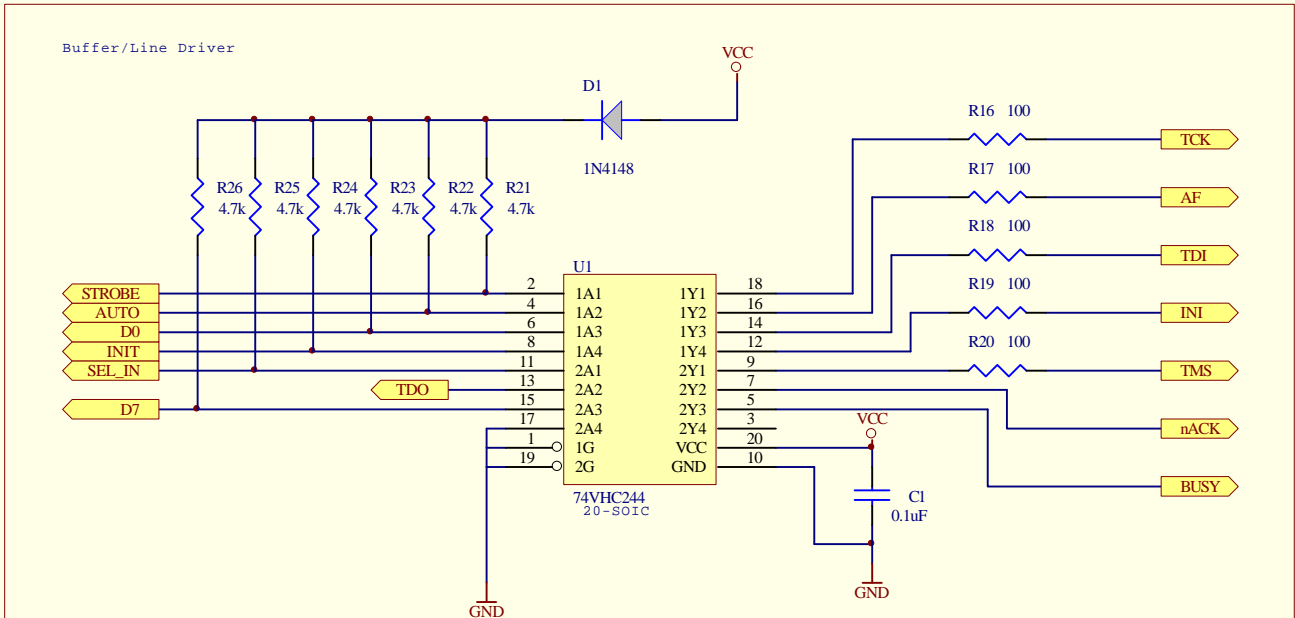 Buffer/Line Driver
VCC
D1
1N4148
R16 100
TCK
R17 100
AF
R18 100
TDI
R19 100
INI
R20 100
TMS
R26 4.7k
R25 4.7k
R24 4.7k
R23 4.7k
R22 4.7k
R21 4.7k
U1
STROBE 2 1A1 1Y1 18
AUTO 4 1A2 1Y2 16
D0 6 1A3 1Y3 14
INIT 8 1A4 1Y4 12
SEL_IN 11 2A1 2Y1 9
TDO 13 2A2 2Y2 7
D7 15 2A3 2Y3 5
17 2A4 2Y4 3
1 1G VCC 20
19 2G GND 10
74VHC244
20-SOIC
VCC
nACK
BUSY
C1
0.1uF
GND
GND